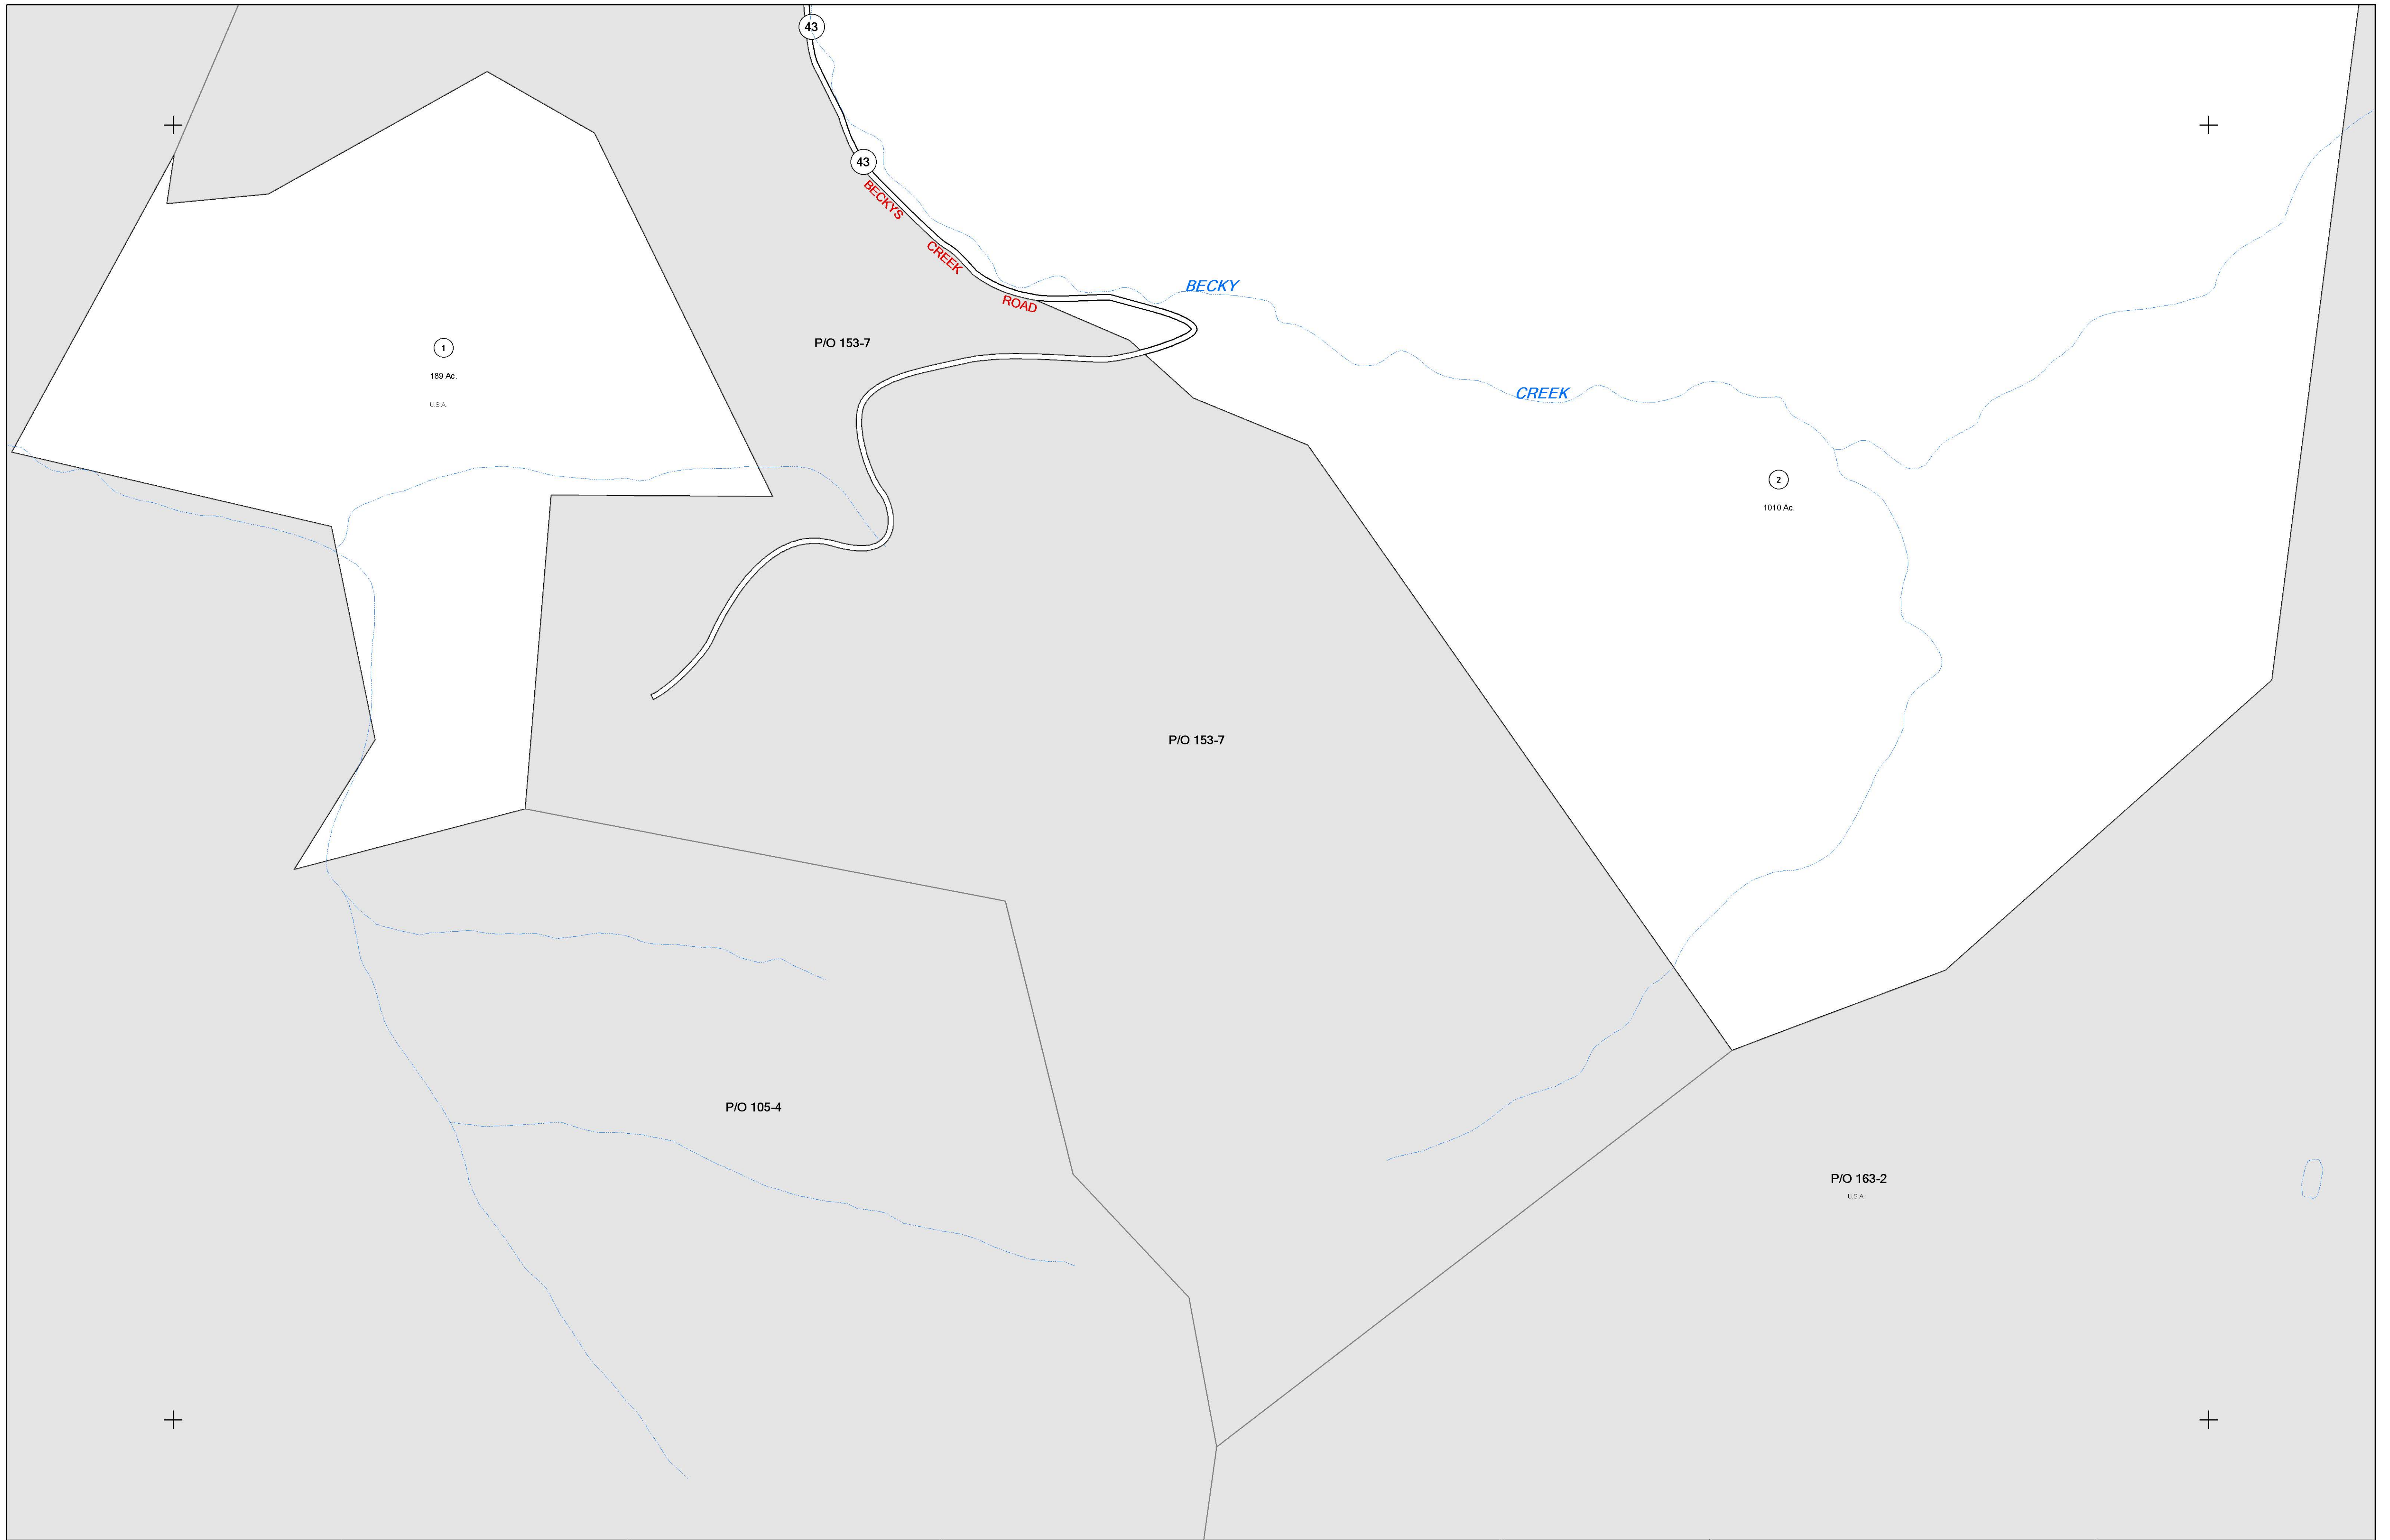 43
43
BECKYS
CREEK
ROAD
BECKY
CREEK
P/O 153-7
1
189 Ac.
U.S.A.
2
1010 Ac.
P/O 153-7
P/O 105-4
P/O 163-2
U.S.A.